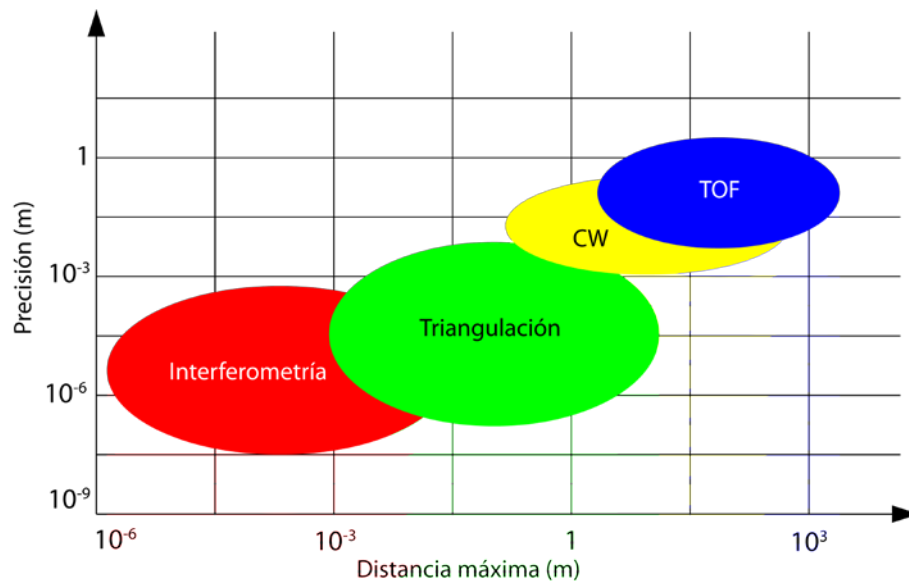 1
TOF
CW
Precisión (m)
10⁻³
Triangulación
Interferometría
10⁻⁶
10⁻⁹
10⁻⁶ 10⁻³ 1 10³
Distancia máxima (m)